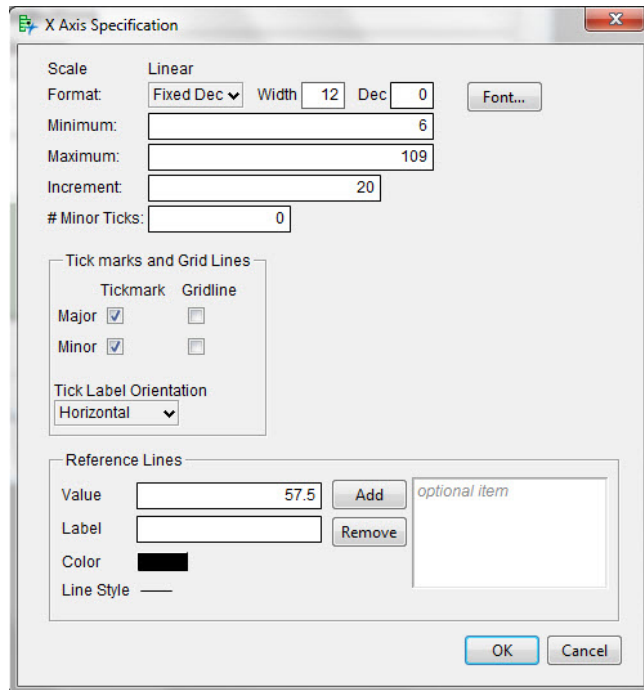 X Axis Specification
Scale Linear
Format: Fixed Dec Width 12 Dec 0 Font...
Minimum: 6
Maximum: 109
Increment: 20
# Minor Ticks: 0
Tick marks and Grid Lines
Tickmark Gridline
Major
Minor
Tick Label Orientation
Horizontal
Reference Lines
Value 57.5 Add optional item
Label Remove
Color
Line Style
OK Cancel